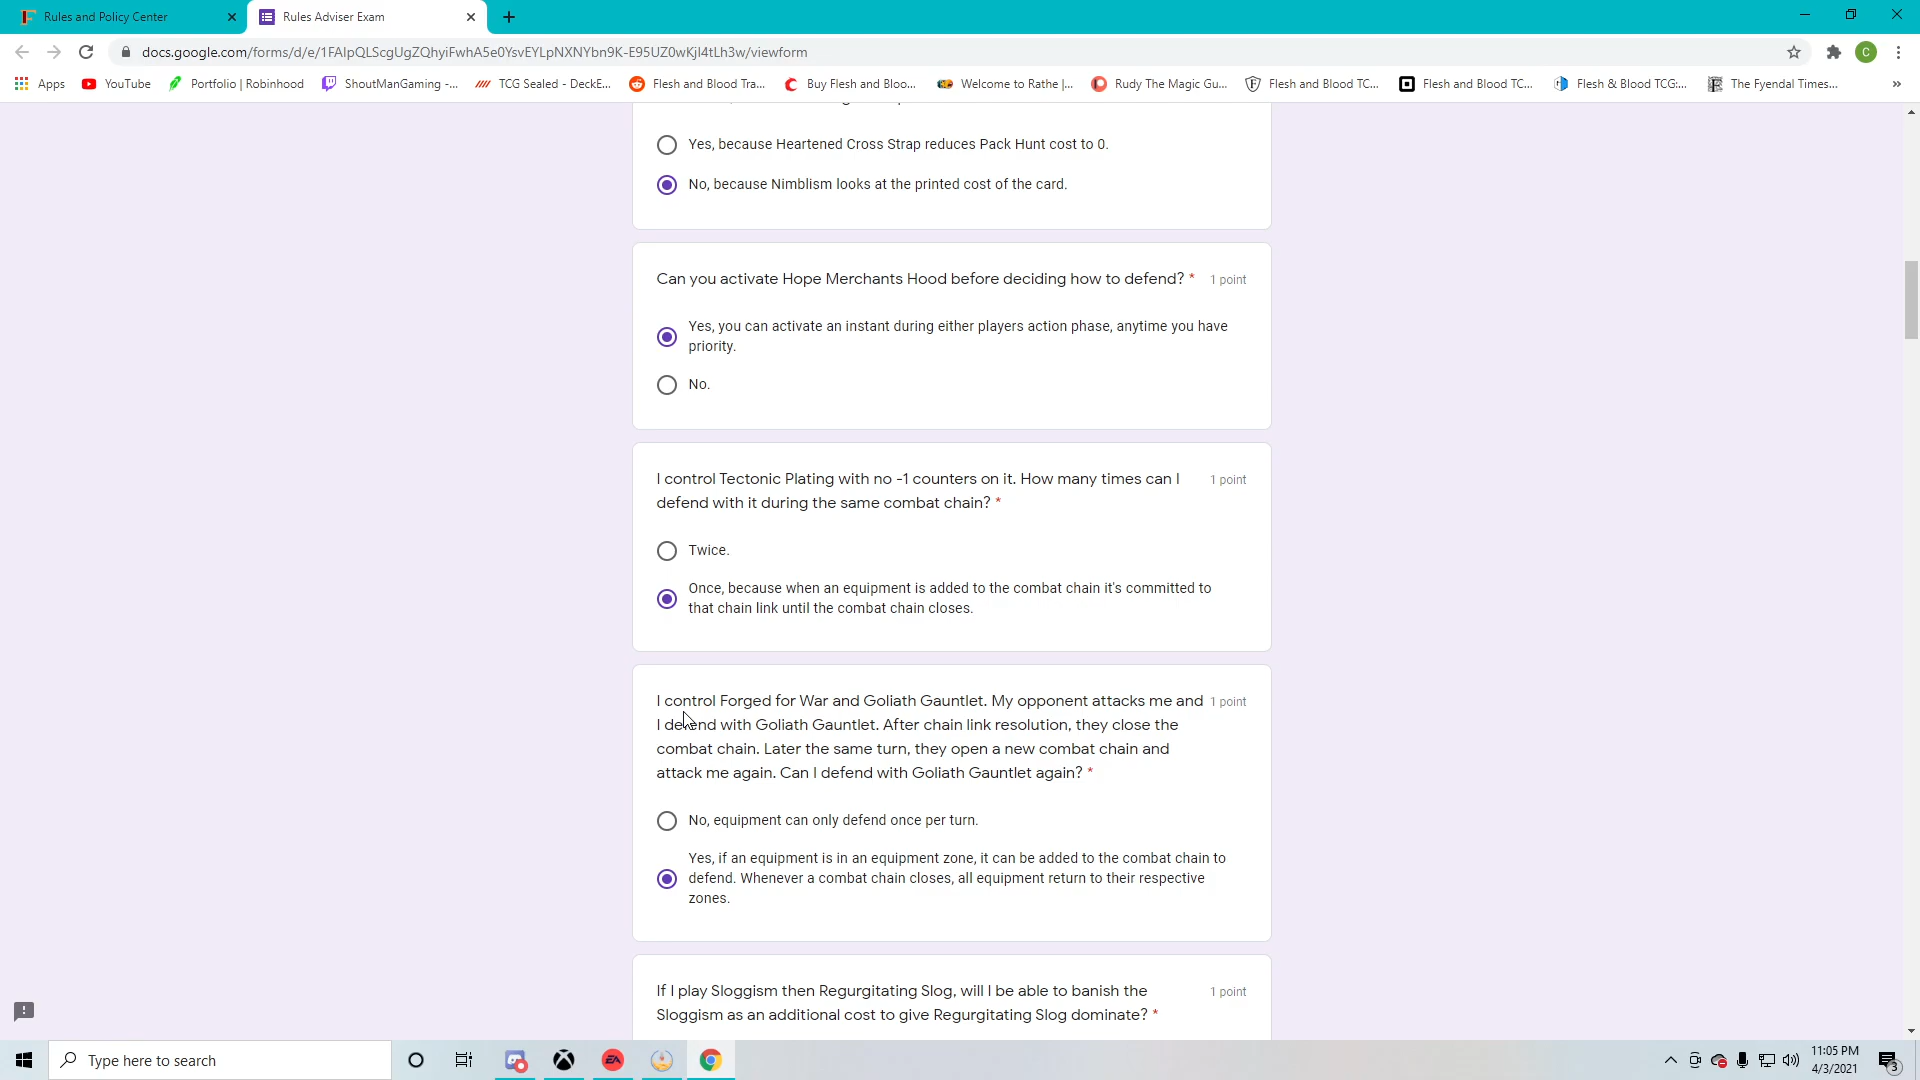 Rules and Policy Center
Rules Adviser Exam
docs.google.com/forms/d/e/1FAIpQLScgUgZQhyiFwhA5e0YsvEYLpNXNYbn9K-E95UZ0wKjI4tLh3w/viewform
C
Apps
YouTube
Portfolio | Robinhood
ShoutManGaming -...
TCG Sealed - DeckE...
Flesh and Blood Tra...
Buy Flesh and Bloo...
Welcome to Rathe |...
Rudy The Magic Gu...
Flesh and Blood TC...
Flesh and Blood TC...
Flesh & Blood TCG:...
The Fyendal Times...
»
Yes, because Heartened Cross Strap reduces Pack Hunt cost to 0.
No, because Nimblism looks at the printed cost of the card.
Can you activate Hope Merchants Hood before deciding how to defend? * 1 point
Yes, you can activate an instant during either players action phase, anytime you have
priority.
No.
I control Tectonic Plating with no -1 counters on it. How many times can I 1 point
defend with it during the same combat chain? *
Twice.
Once, because when an equipment is added to the combat chain it's committed to
that chain link until the combat chain closes.
I control Forged for War and Goliath Gauntlet. My opponent attacks me and 1 point
I defend with Goliath Gauntlet. After chain link resolution, they close the
combat chain. Later the same turn, they open a new combat chain and
attack me again. Can I defend with Goliath Gauntlet again? *
No, equipment can only defend once per turn.
Yes, if an equipment is in an equipment zone, it can be added to the combat chain to
defend. Whenever a combat chain closes, all equipment return to their respective
zones.
If I play Sloggism then Regurgitating Slog, will I be able to banish the 1 point
Sloggism as an additional cost to give Regurgitating Slog dominate? *
Type here to search
EA
11:05 PM
4/3/2021
3